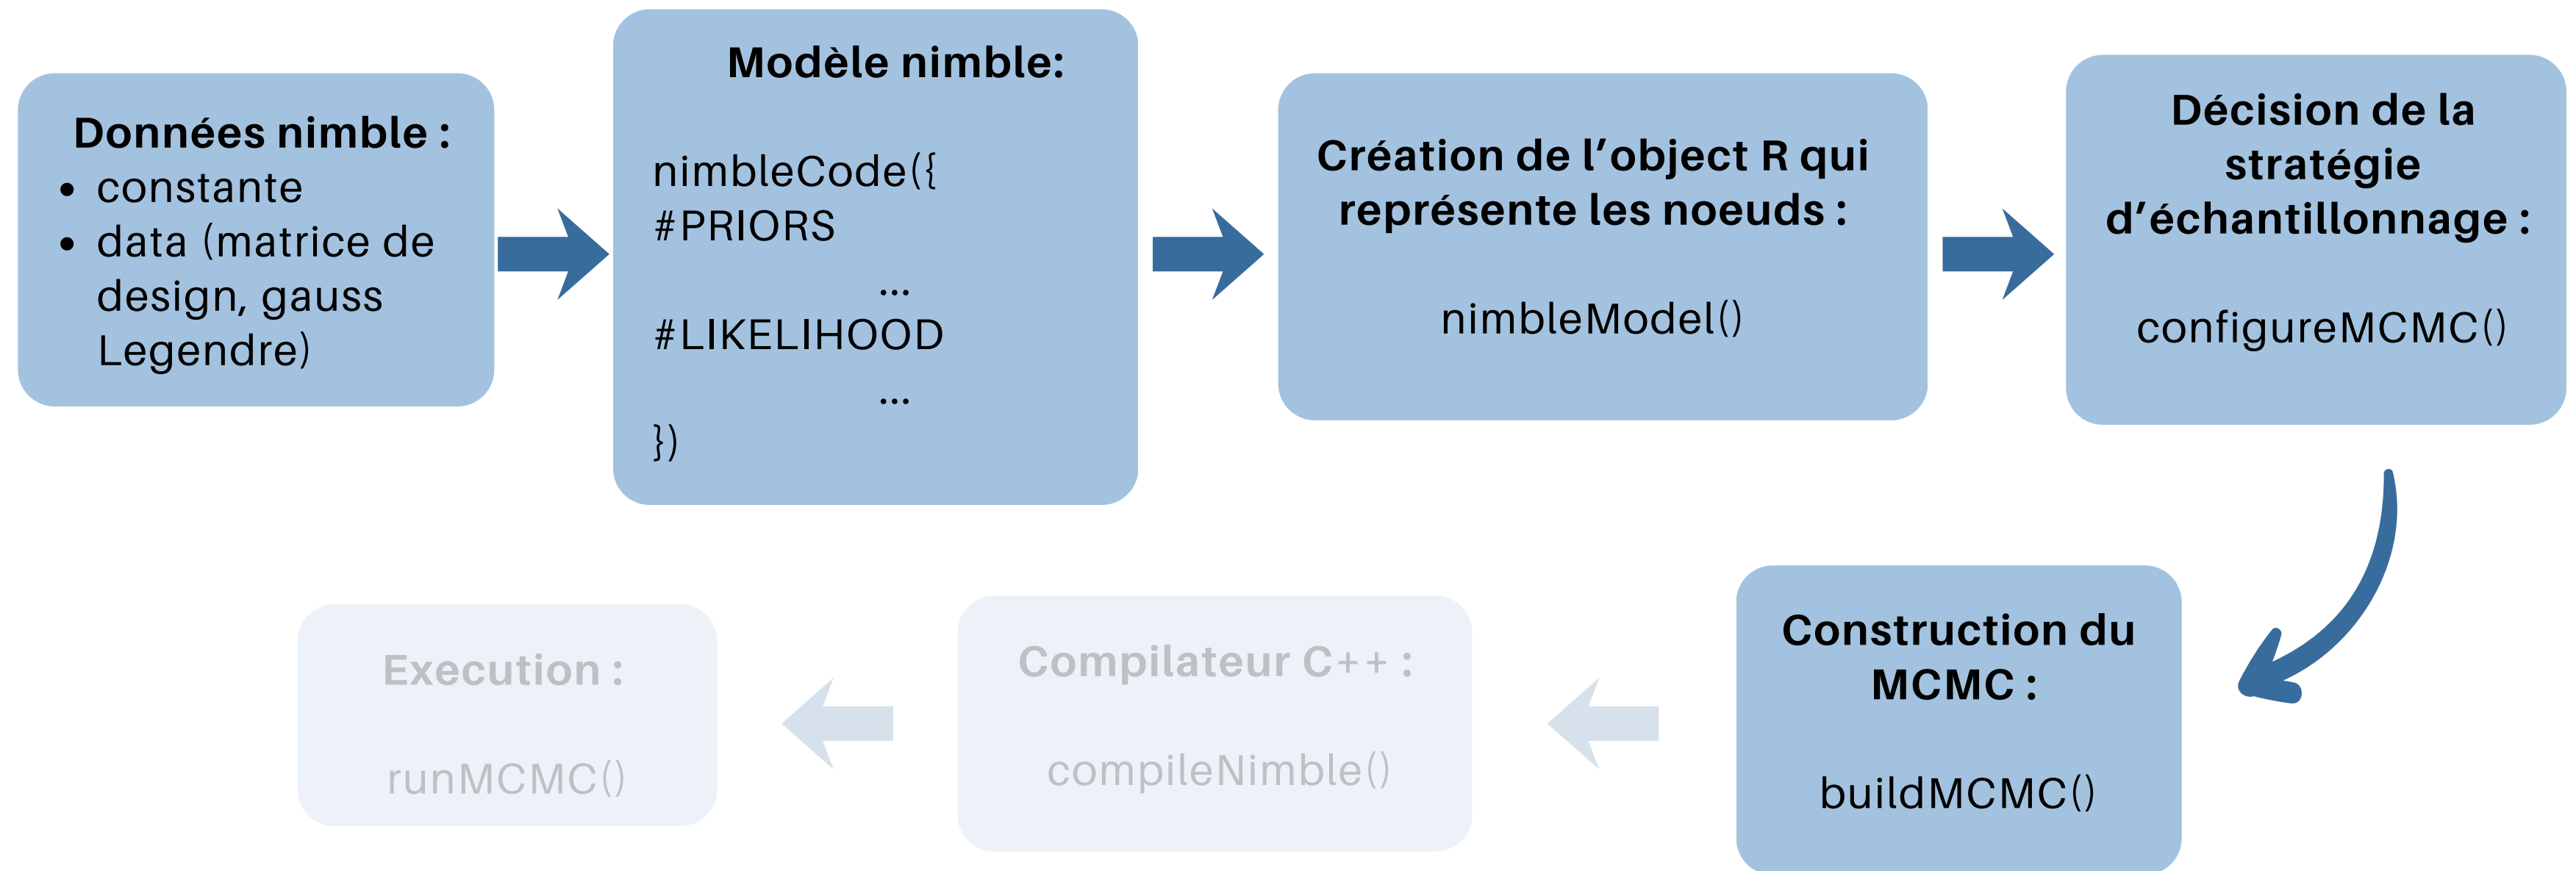 Données nimble :
• constante
• data (matrice de
design, gauss
Legendre)
Modèle nimble:
nimbleCode({
#PRIORS
...
#LIKELIHOOD
...
})
Création de l’object R qui
représente les noeuds :
nimbleModel()
Décision de la
stratégie
d’échantillonnage :
configureMCMC()
Construction du
MCMC :
buildMCMC()
Compilateur C++ :
compileNimble()
Execution :
runMCMC()